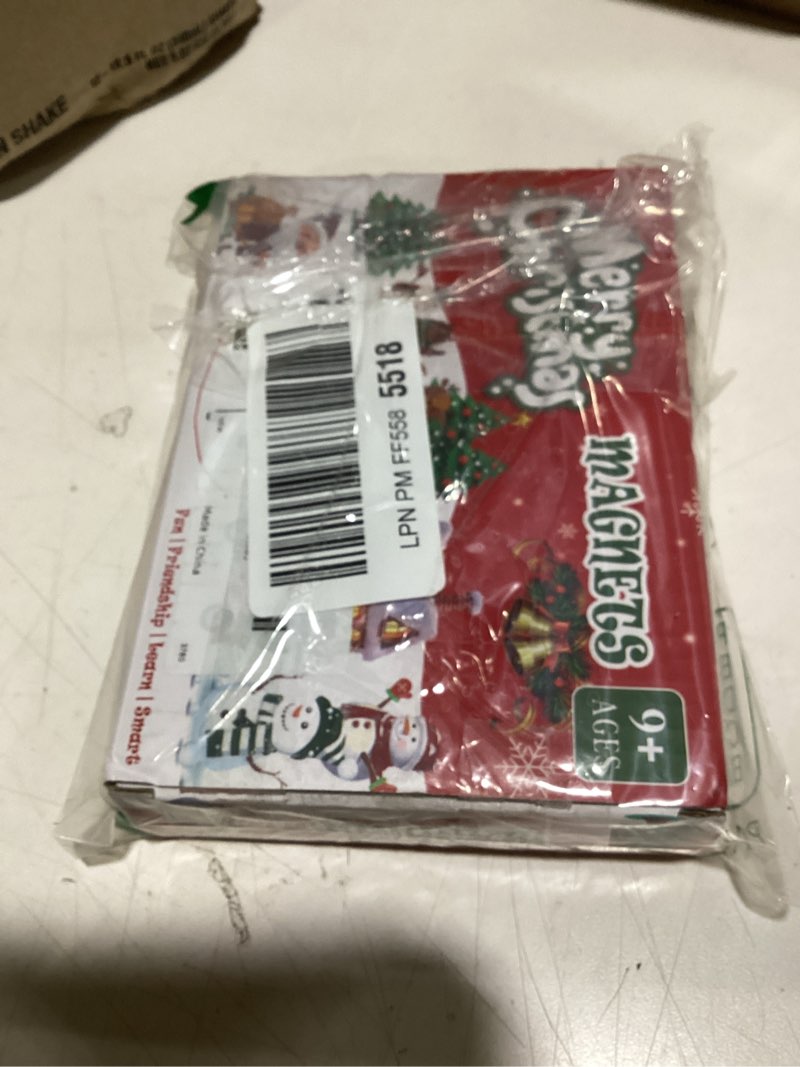 Merry
Christmas
MAGNETS
9+
AGES
LPN PM FF558 5518
Made in China
Fun | Friendship | Learn | Smart
N SHAKE